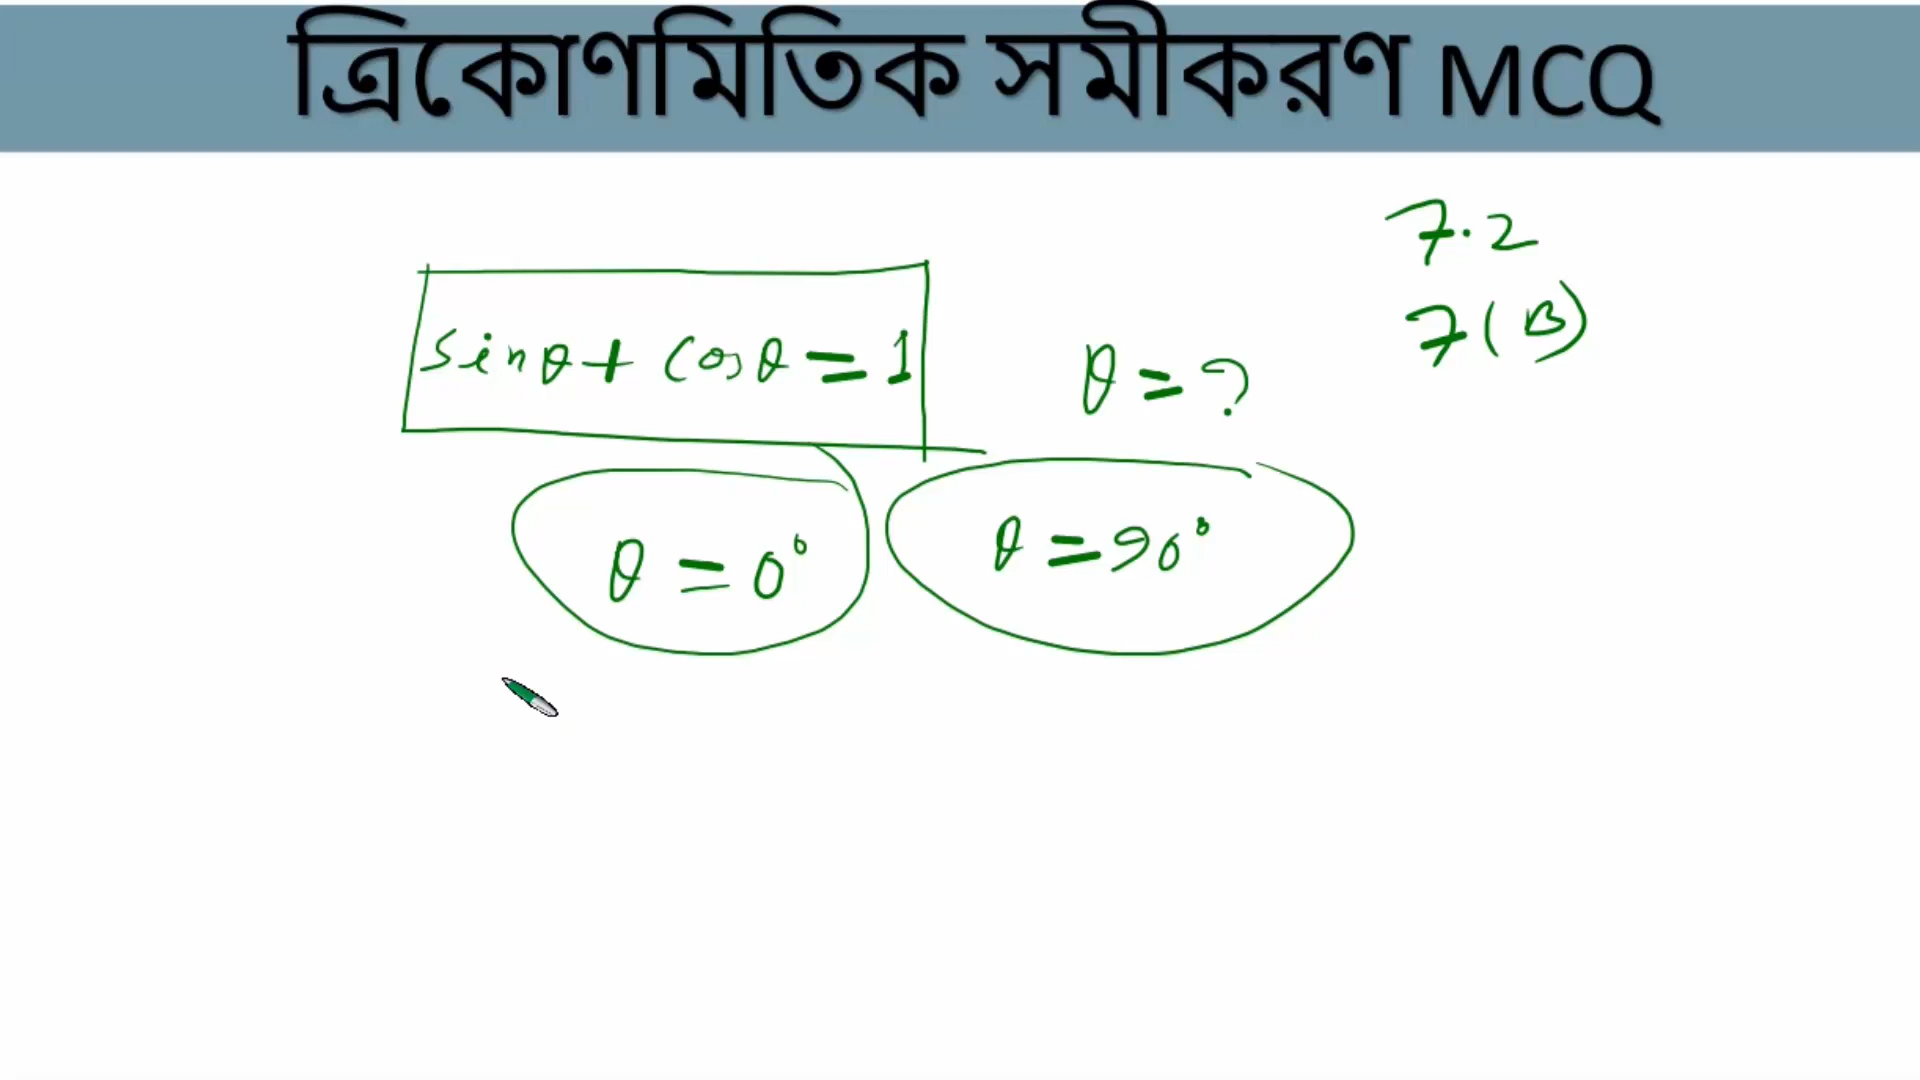 ত্রিকোণমিতিক সমীকরণ MCQ
7.2
7(B)
sinθ + cosθ = 1
θ = ?
θ = 0°
θ = 90°